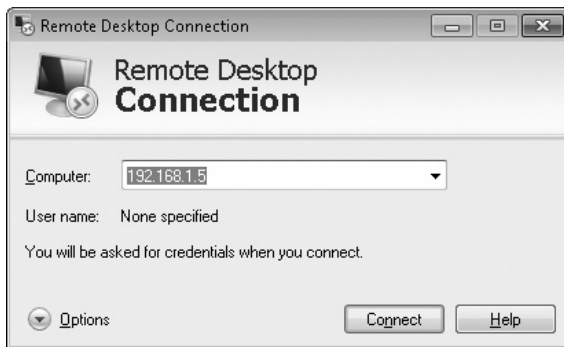 Remote Desktop Connection
Remote Desktop
Connection
Computer: 192.168.1.5
User name: None specified
You will be asked for credentials when you connect.
Options Connect Help